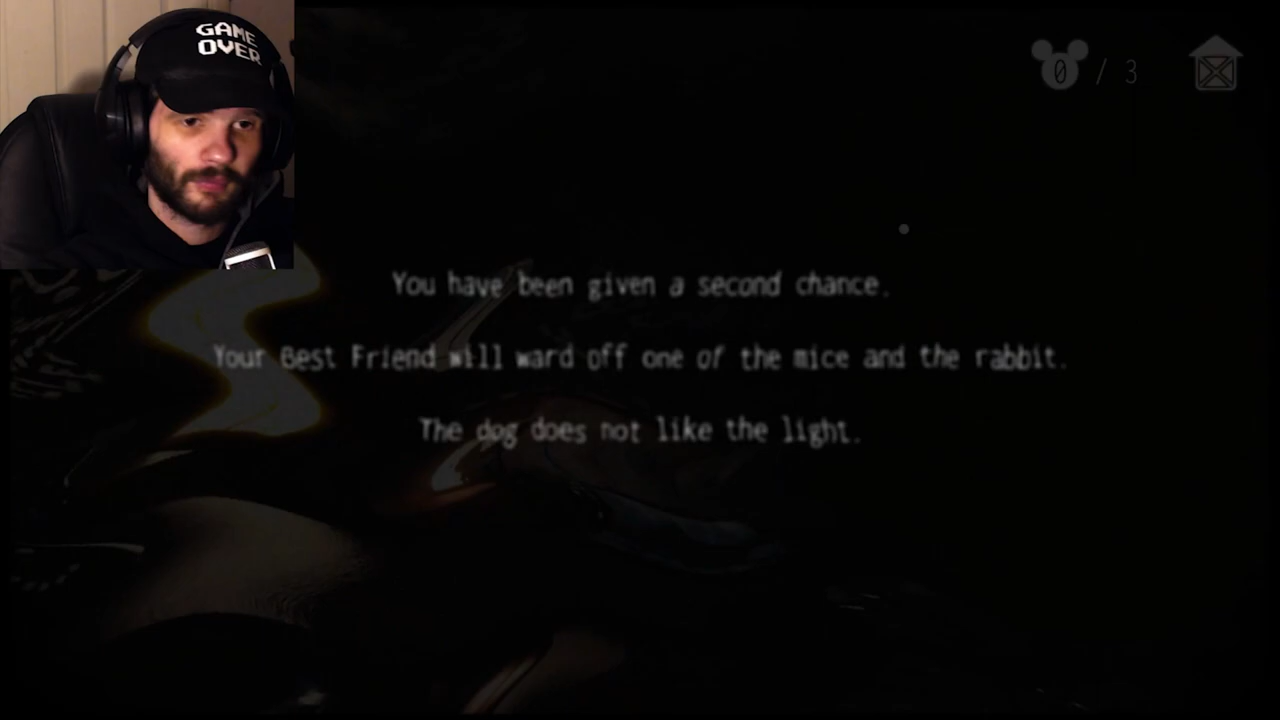 GAME
OVER
0 / 3
You have been given a second chance.
Your Best Friend will ward off one of the mice and the rabbit.
The dog does not like the light.